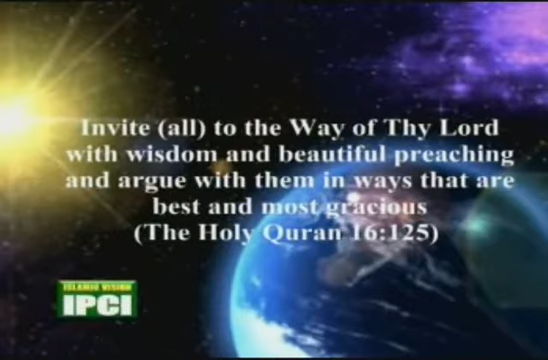 Invite (all) to the Way of Thy Lord
with wisdom and beautiful preaching
and argue with them in ways that are
best and most gracious
(The Holy Quran 16:125)
ISLAMIC VISION
IPCI